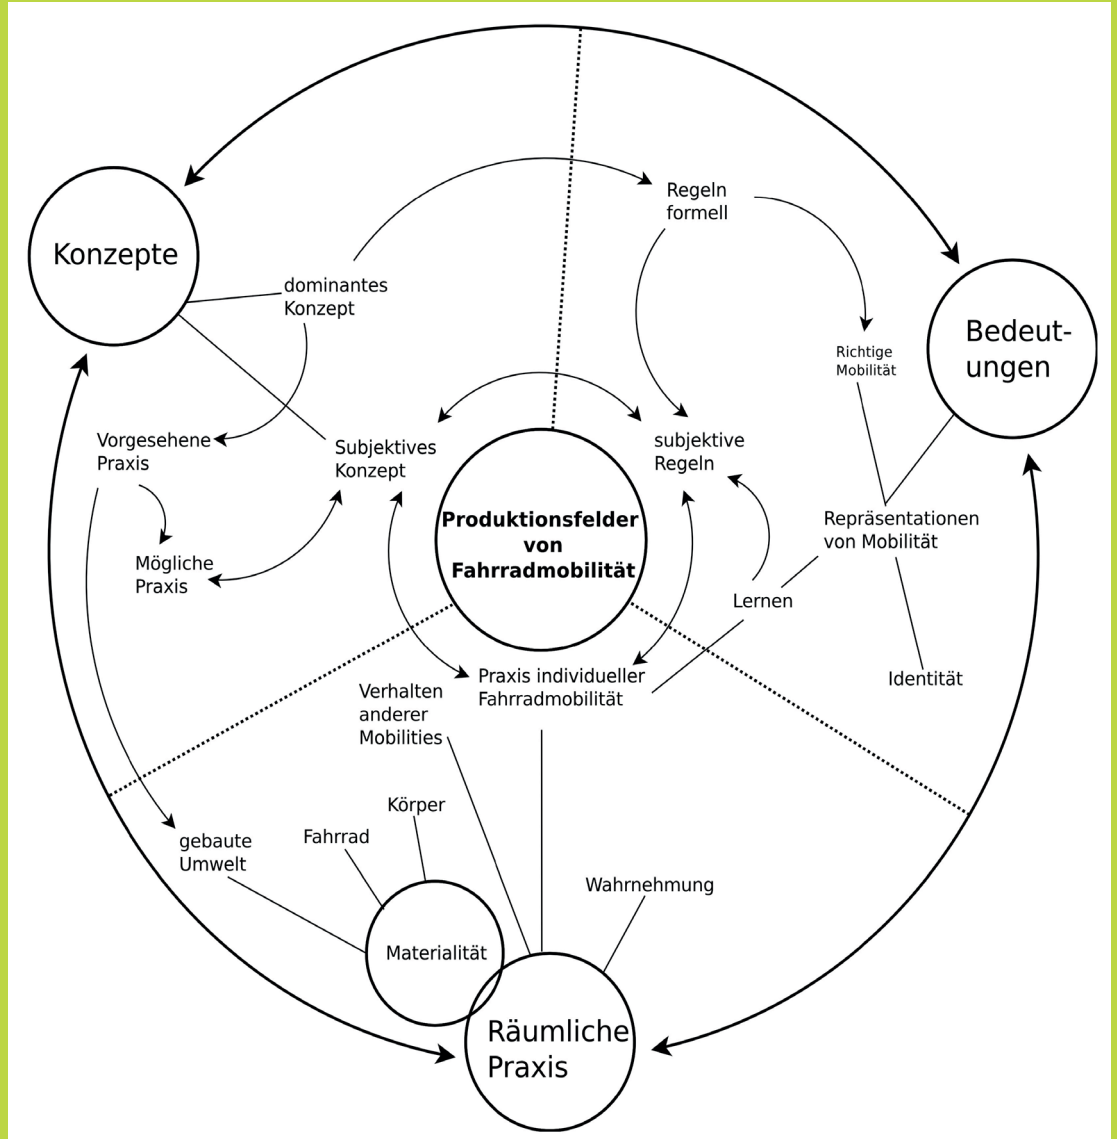 Regeln
formell
Konzepte
dominantes
Konzept
Bedeut-
ungen
Richtige
Mobilität
Vorgesehene
Praxis
Subjektives
Konzept
subjektive
Regeln
Produktionsfelder
von
Fahrradmobilität
Repräsentationen
von Mobilität
Mögliche
Praxis
Lernen
Identität
Praxis individueller
Fahrradmobilität
Verhalten
anderer
Mobilities
Körper
Fahrrad
gebaute
Umwelt
Wahrnehmung
Materialität
Räumliche
Praxis